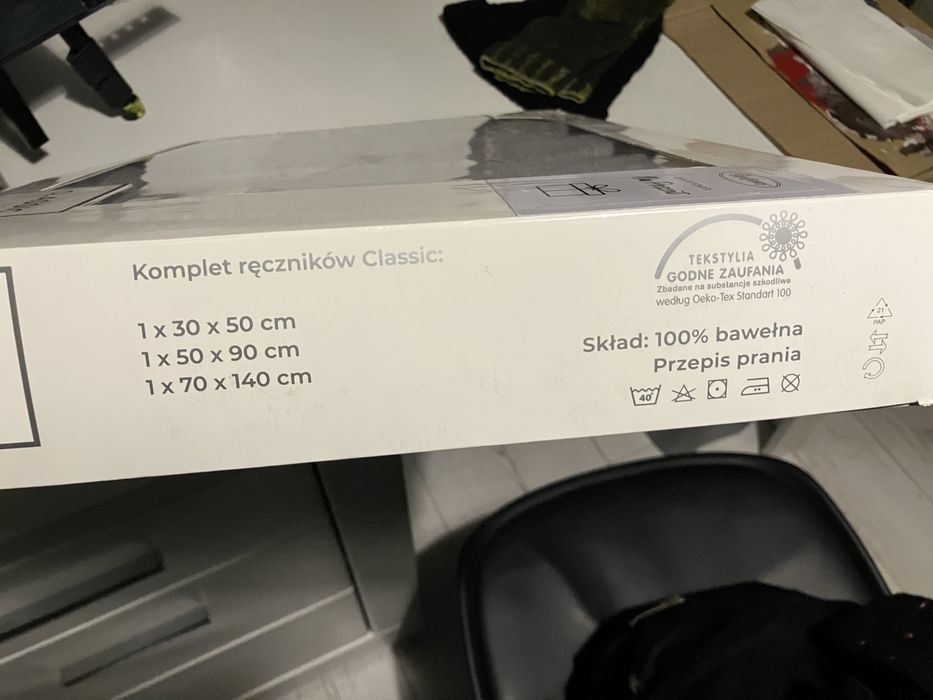 Komplet ręczników Classic:
1 x 30 x 50 cm
1 x 50 x 90 cm
1 x 70 x 140 cm
TEKSTYLIA
GODNE ZAUFANIA
Zbadane na substancje szkodliwe
według Oeko-Tex Standart 100
Skład: 100% bawełna
Przepis prania
40
21
PAP